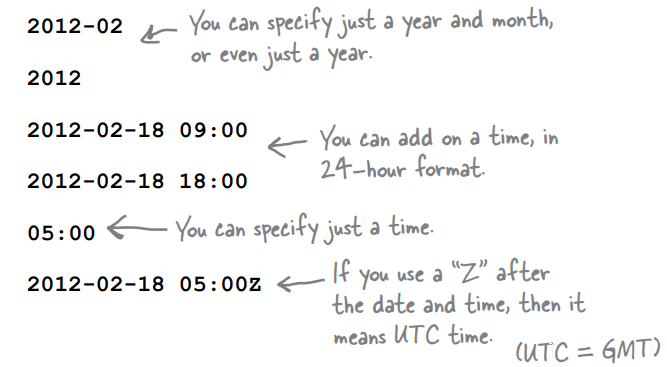 2012-02
You can specify just a year and month,
or even just a year.
2012
2012-02-18 09:00
You can add on a time, in
24-hour format.
2012-02-18 18:00
05:00
You can specify just a time.
2012-02-18 05:00Z
If you use a “Z” after
the date and time, then it
means UTC time.
(UTC = GMT)